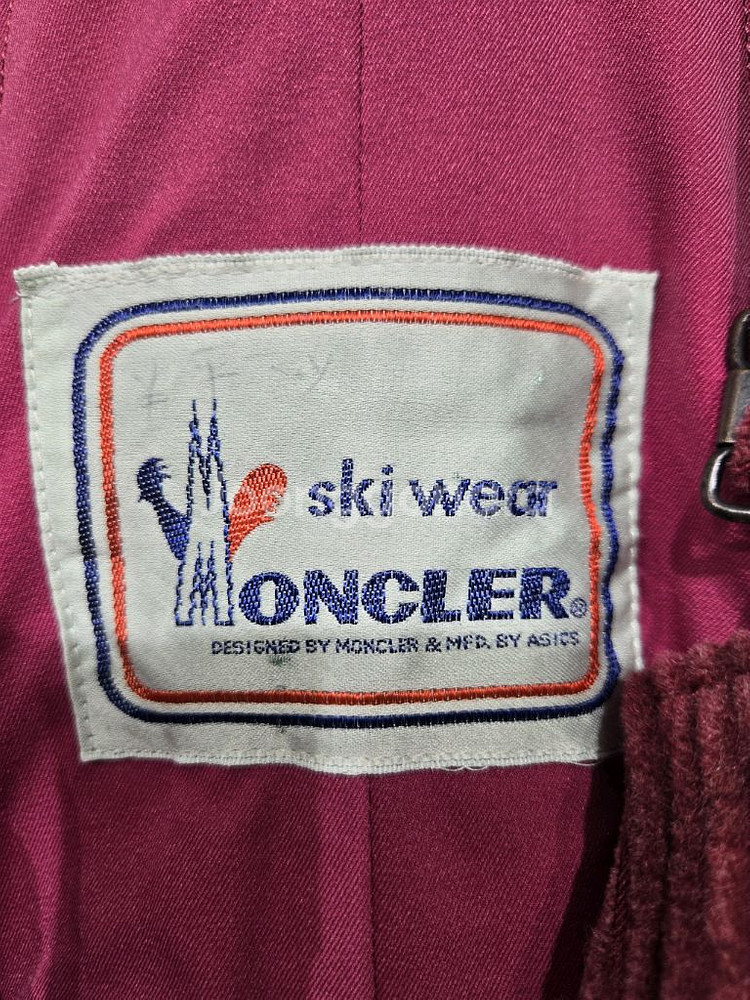 ski wear
MONCLER®
DESIGNED BY MONCLER & MFD. BY ASICS